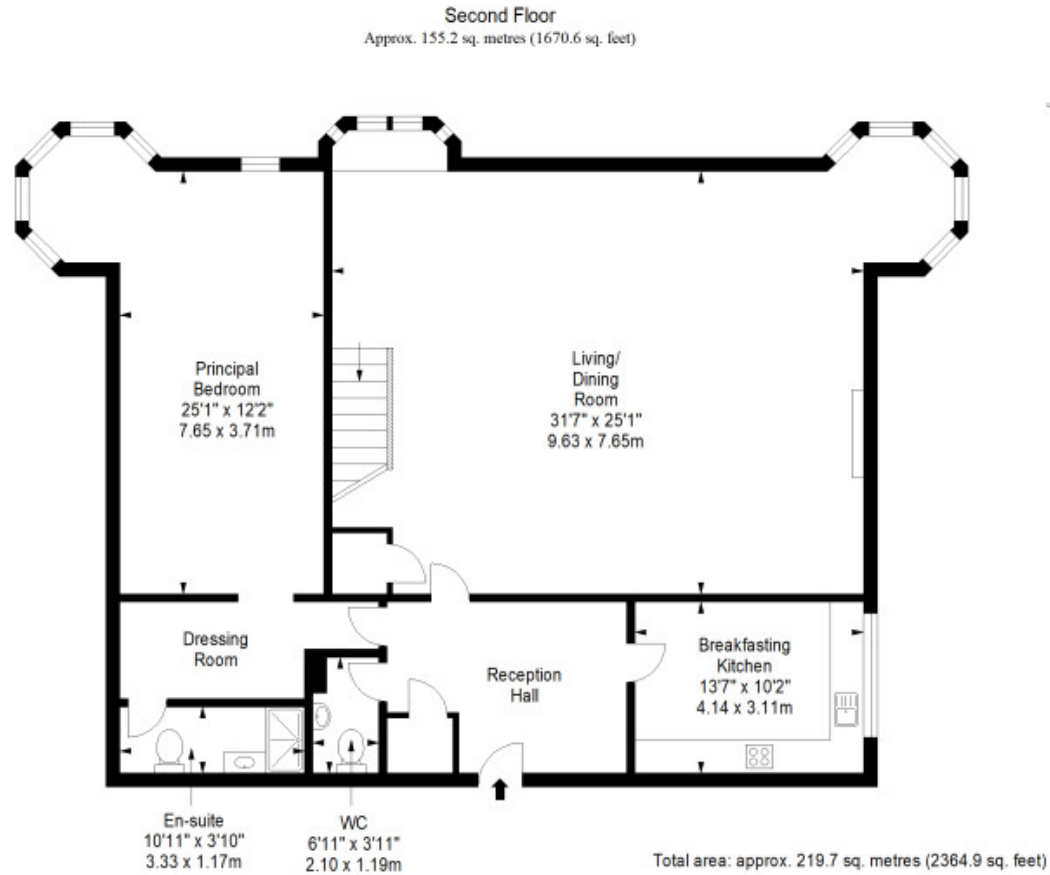 Second Floor
Approx. 155.2 sq. metres (1670.6 sq. feet)
Principal
Bedroom
25'1" x 12'2"
7.65 x 3.71m
Living/
Dining
Room
31'7" x 25'1"
9.63 x 7.65m
Dressing
Room
Reception
Hall
Breakfasting
Kitchen
13'7" x 10'2"
4.14 x 3.11m
En-suite
10'11" x 3'10"
3.33 x 1.17m
WC
6'11" x 3'11"
2.10 x 1.19m
Total area: approx. 219.7 sq. metres (2364.9 sq. feet)